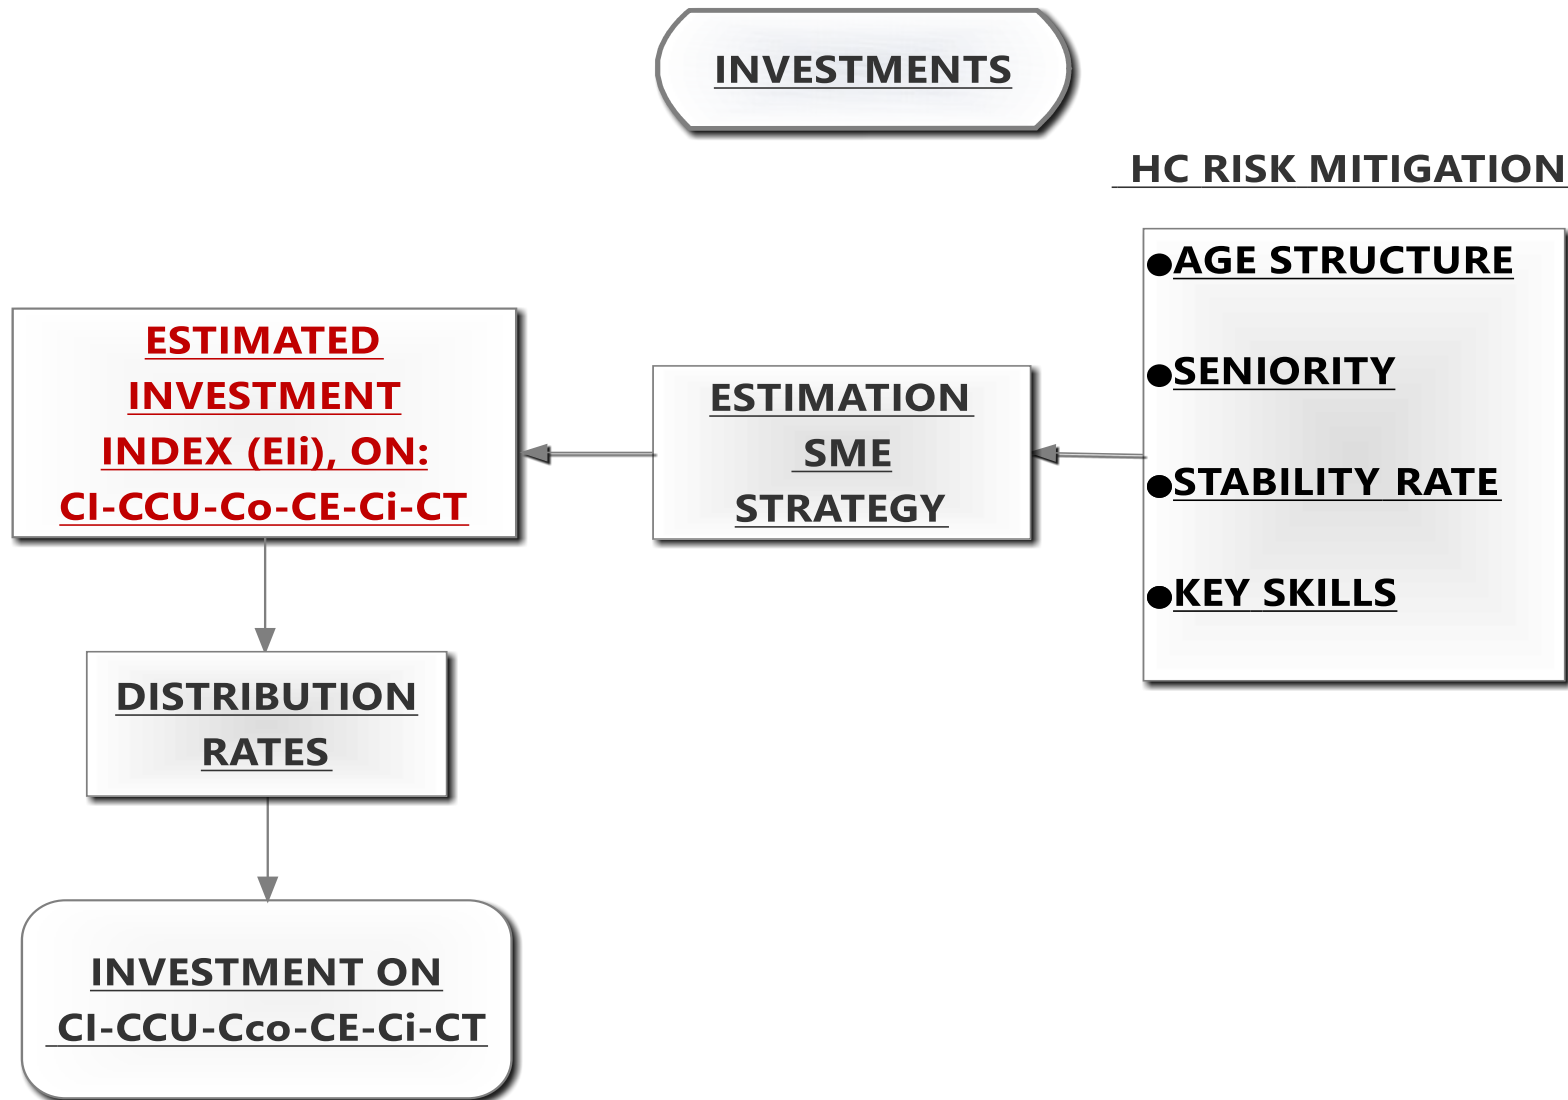 INVESTMENTS
HC RISK MITIGATION
●AGE STRUCTURE
●SENIORITY
●STABILITY RATE
●KEY SKILLS
ESTIMATION
SME
STRATEGY
ESTIMATED
INVESTMENT
INDEX (EIi), ON:
CI-CCU-Co-CE-Ci-CT
DISTRIBUTION
RATES
INVESTMENT ON
CI-CCU-Cco-CE-Ci-CT